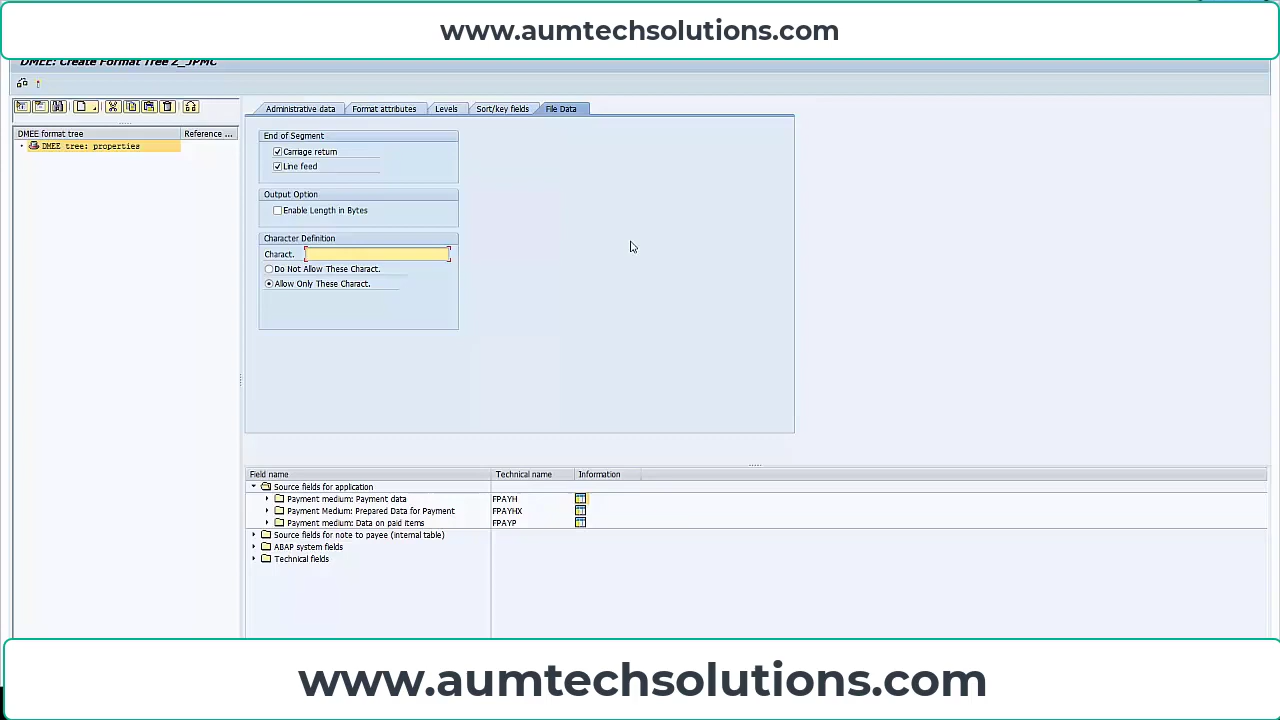 www.aumtechsolutions.com
DMEE: Create Format Tree Z_JPMC
Administrative data Format attributes Levels Sort/key fields File Data
DMEE format tree Reference ...
DMEE tree: properties
End of Segment
Carriage return
Line feed
Output Option
Enable Length in Bytes
Character Definition
Charact.
Do Not Allow These Charact.
Allow Only These Charact.
Field name Technical name Information
Source fields for application
Payment medium: Payment data FPAYH
Payment Medium: Prepared Data for Payment FPAYHX
Payment medium: Data on paid items FPAYP
Source fields for note to payee (internal table)
ABAP system fields
Technical fields
www.aumtechsolutions.com